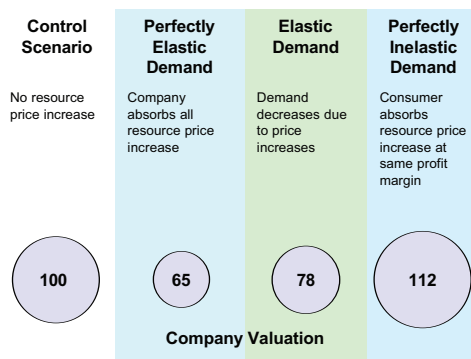 Control
Scenario
Perfectly
Elastic
Demand
Elastic
Demand
Perfectly
Inelastic
Demand
No resource
price increase
Company
absorbs all
resource price
increase
Demand
decreases due
to price
increases
Consumer
absorbs
resource price
increase at
same profit
margin
100
65
78
112
Company Valuation